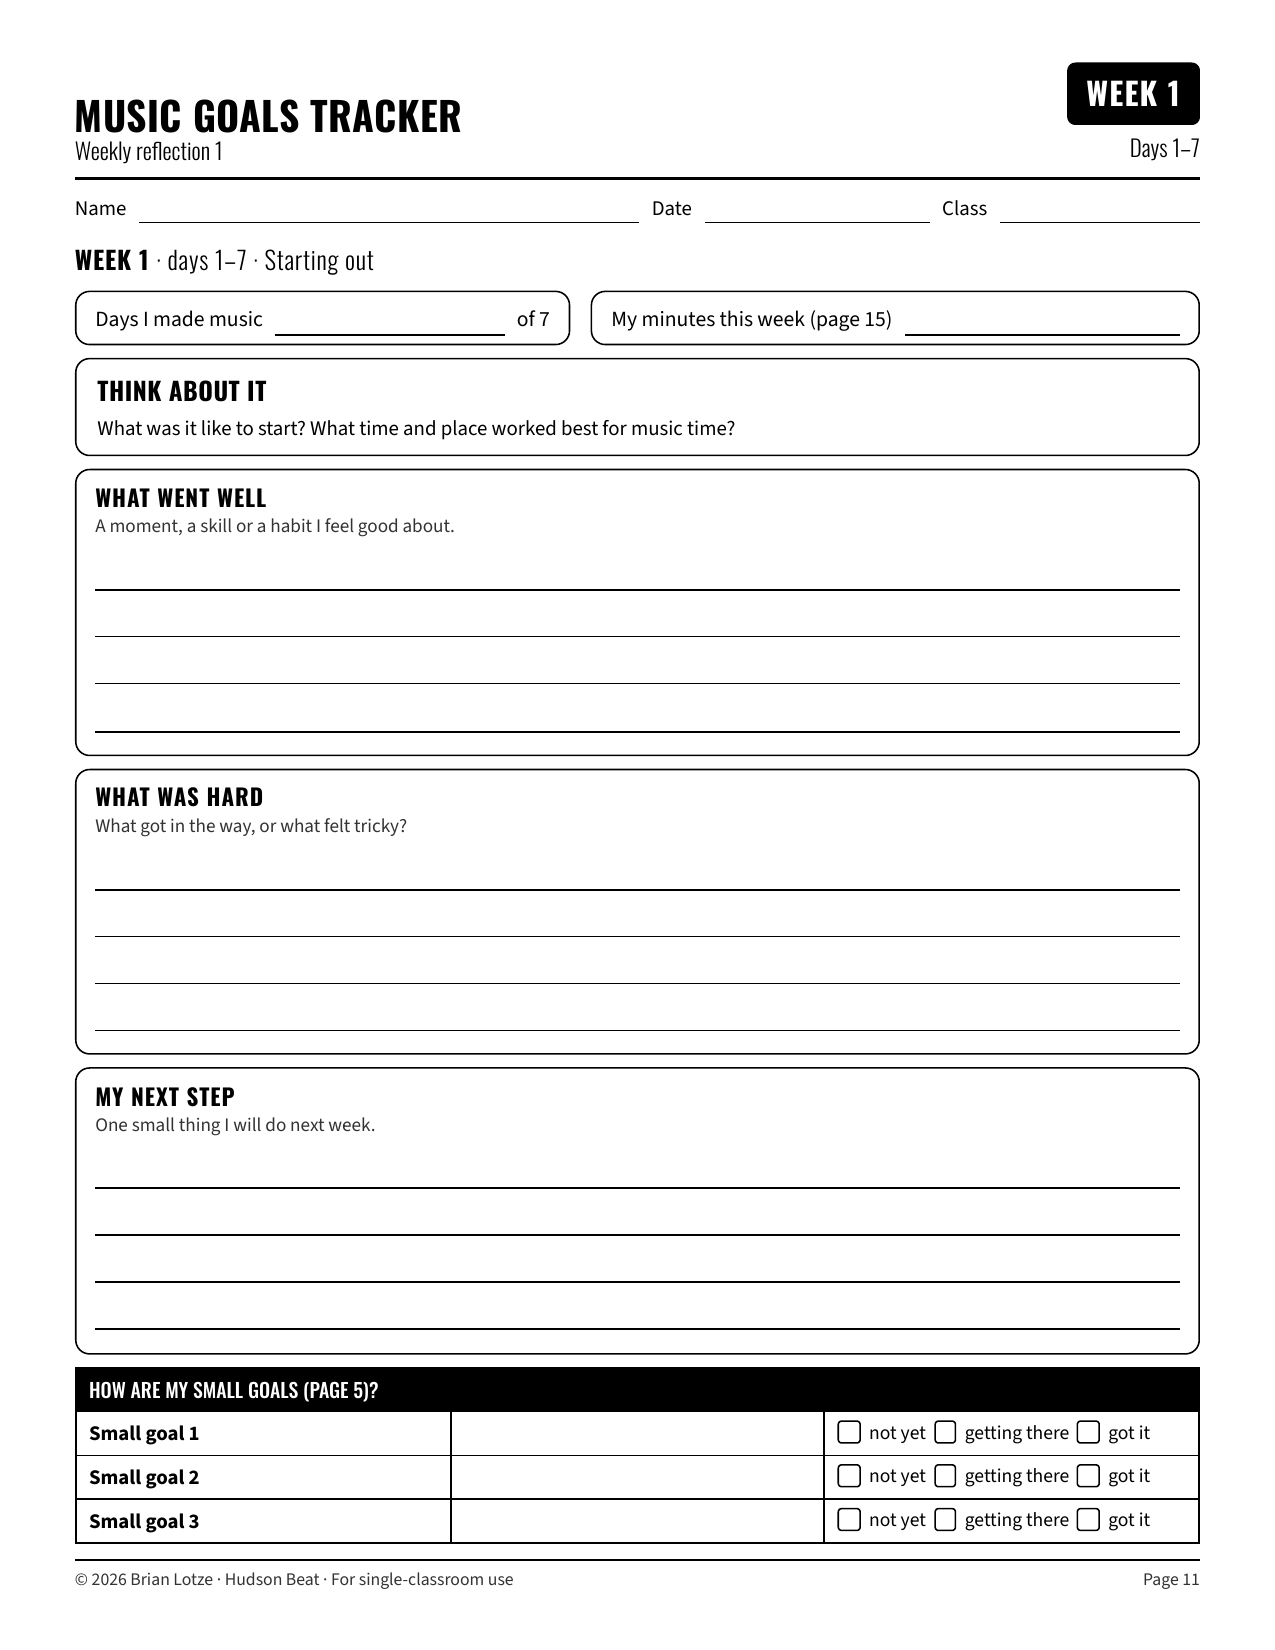 MUSIC GOALS TRACKER
Weekly reflection 1
WEEK 1
Days 1–7
Name
Date
Class
WEEK 1 · days 1–7 · Starting out
Days I made music
of 7
My minutes this week (page 15)
THINK ABOUT IT
What was it like to start? What time and place worked best for music time?
WHAT WENT WELL
A moment, a skill or a habit I feel good about.
WHAT WAS HARD
What got in the way, or what felt tricky?
MY NEXT STEP
One small thing I will do next week.
HOW ARE MY SMALL GOALS (PAGE 5)?
Small goal 1 not yet getting there got it
Small goal 2 not yet getting there got it
Small goal 3 not yet getting there got it
© 2026 Brian Lotze · Hudson Beat · For single-classroom use
Page 11